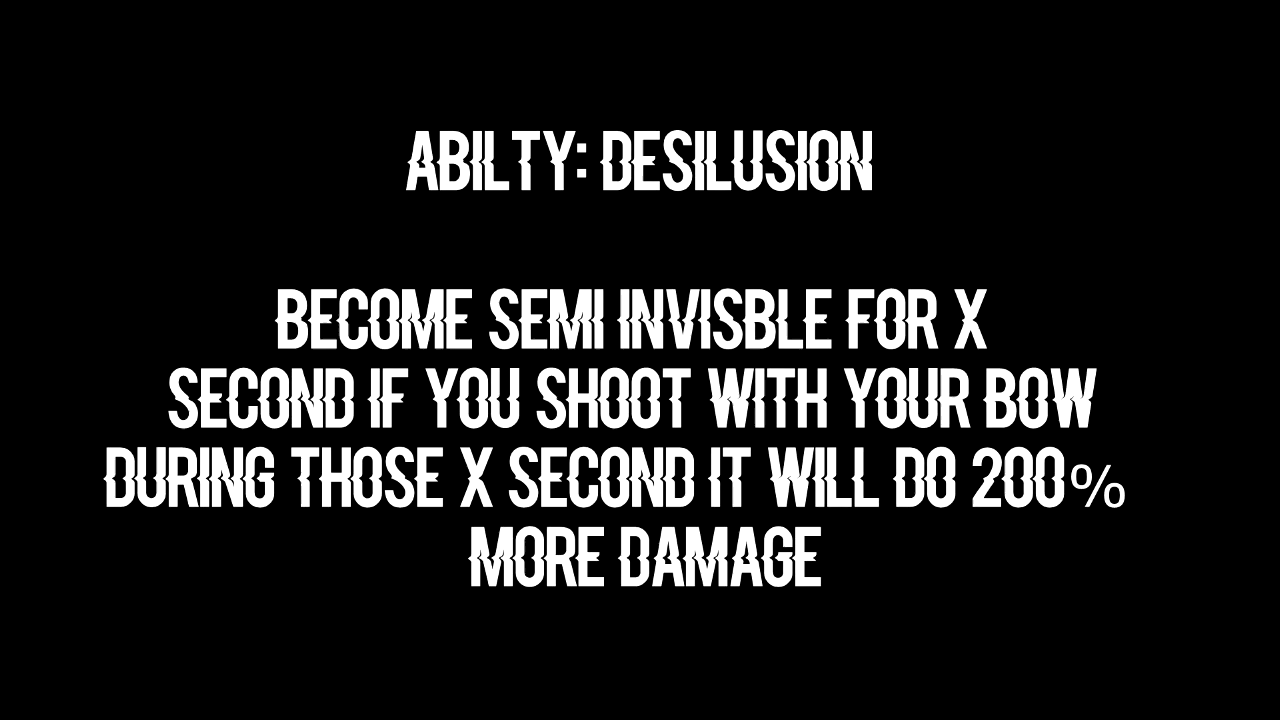 ABILTY: DESILUSION
BECOME SEMI INVISBLE FOR X
SECOND IF YOU SHOOT WITH YOUR BOW
DURING THOSE X SECOND IT WILL DO 200%
MORE DAMAGE